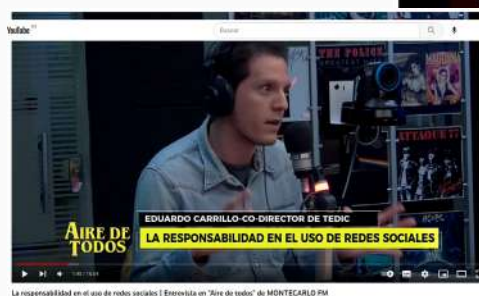 YouTube
Buscar
THE POLICE
MADONNA
ATTAQUE 77
EDUARDO CARRILLO-CO-DIRECTOR DE TEDIC
AIRE DE
TODOS
LA RESPONSABILIDAD EN EL USO DE REDES SOCIALES
La responsabilidad en el uso de redes sociales | Entrevista en "Aire de todos" de MONTECARLO FM